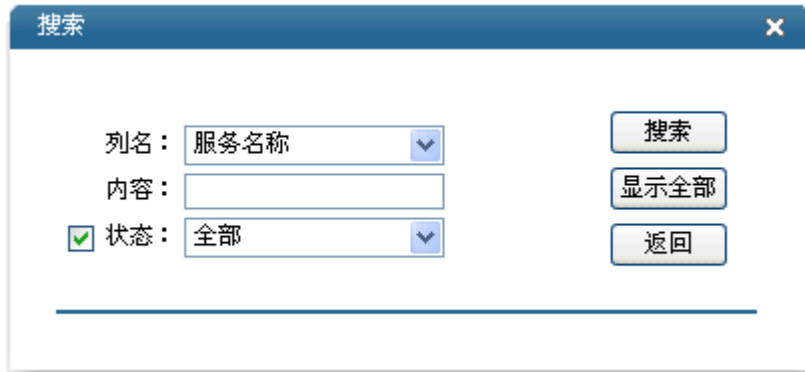 搜索
列名：服务名称
搜索
内容：
显示全部
状态：全部
返回